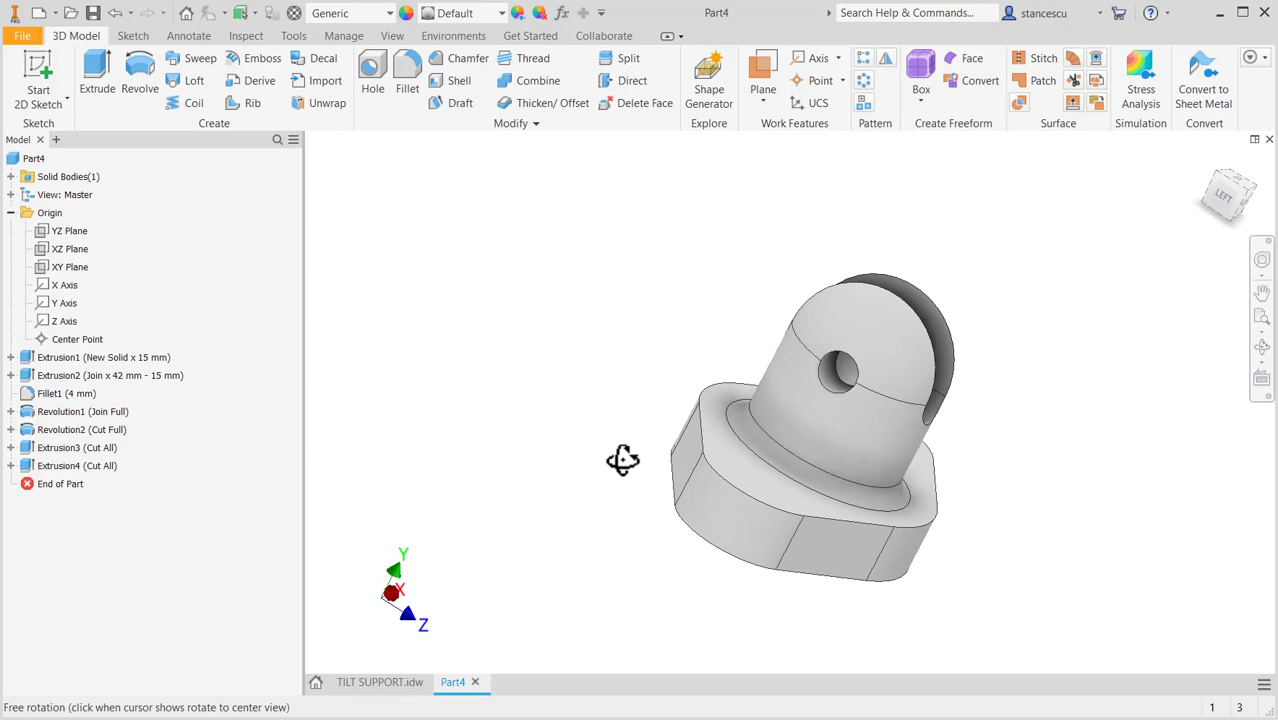 Generic
Default
fx
Part4
Search Help & Commands...
stancescu
File
3D Model
Sketch
Annotate
Inspect
Tools
Manage
View
Environments
Get Started
Collaborate
Start
2D Sketch
Extrude
Revolve
Sweep
Emboss
Decal
Loft
Derive
Import
Coil
Rib
Unwrap
Hole
Fillet
Chamfer
Thread
Split
Shell
Combine
Direct
Draft
Thicken/ Offset
Delete Face
Shape
Generator
Plane
Axis
Point
UCS
Box
Face
Convert
Stitch
Patch
Stress
Analysis
Convert to
Sheet Metal
Sketch
Create
Modify
Explore
Work Features
Pattern
Create Freeform
Surface
Simulation
Convert
Model
Part4
Solid Bodies(1)
View: Master
Origin
YZ Plane
XZ Plane
XY Plane
X Axis
Y Axis
Z Axis
Center Point
Extrusion1 (New Solid x 15 mm)
Extrusion2 (Join x 42 mm - 15 mm)
Fillet1 (4 mm)
Revolution1 (Join Full)
Revolution2 (Cut Full)
Extrusion3 (Cut All)
Extrusion4 (Cut All)
End of Part
LEFT
Y
X
Z
TILT SUPPORT.idw
Part4
Free rotation (click when cursor shows rotate to center view)
1
3